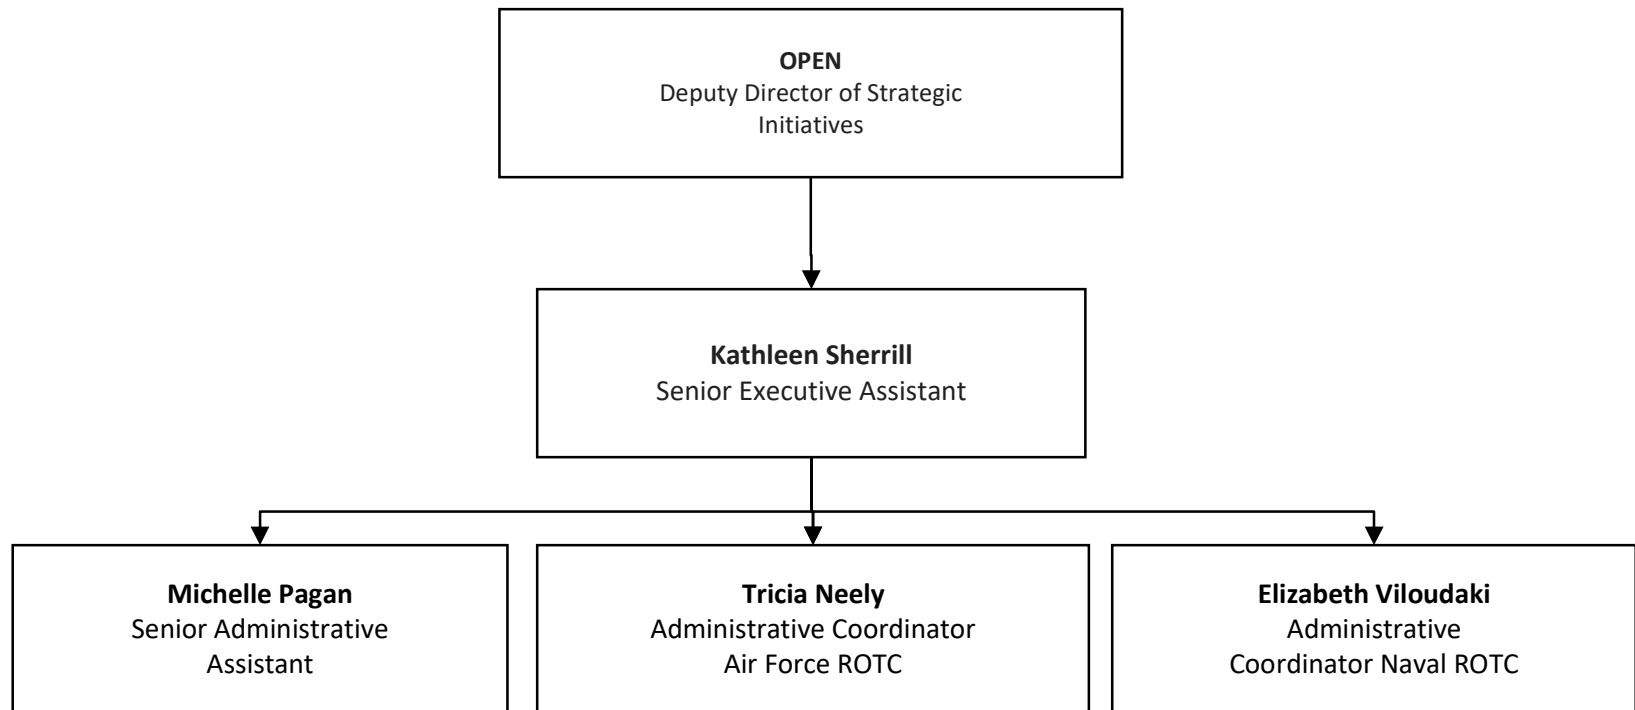 OPEN
Deputy Director of Strategic
Initiatives
Kathleen Sherrill
Senior Executive Assistant
Michelle Pagan
Senior Administrative
Assistant
Tricia Neely
Administrative Coordinator
Air Force ROTC
Elizabeth Viloudaki
Administrative
Coordinator Naval ROTC